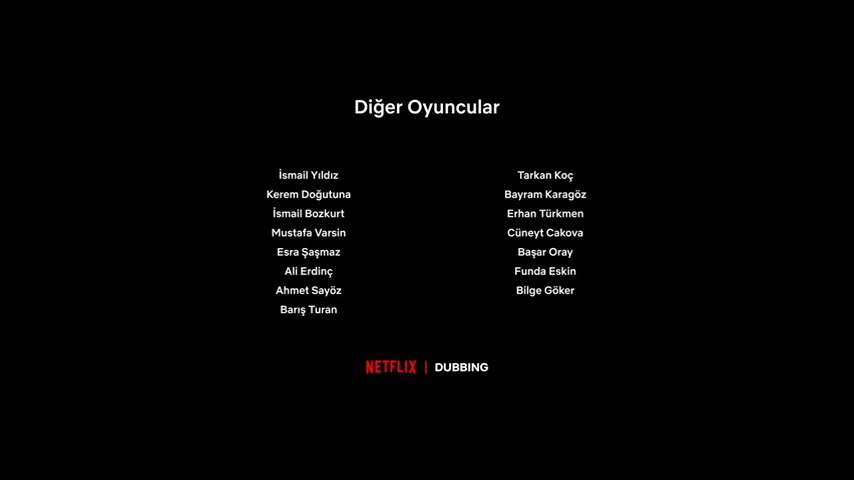 Diğer Oyuncular
İsmail Yıldız
Kerem Doğutuna
İsmail Bozkurt
Mustafa Varsin
Esra Şaşmaz
Ali Erdinç
Ahmet Sayöz
Barış Turan
Tarkan Koç
Bayram Karagöz
Erhan Türkmen
Cüneyt Cakova
Başar Oray
Funda Eskin
Bilge Göker
NETFLIX | DUBBING